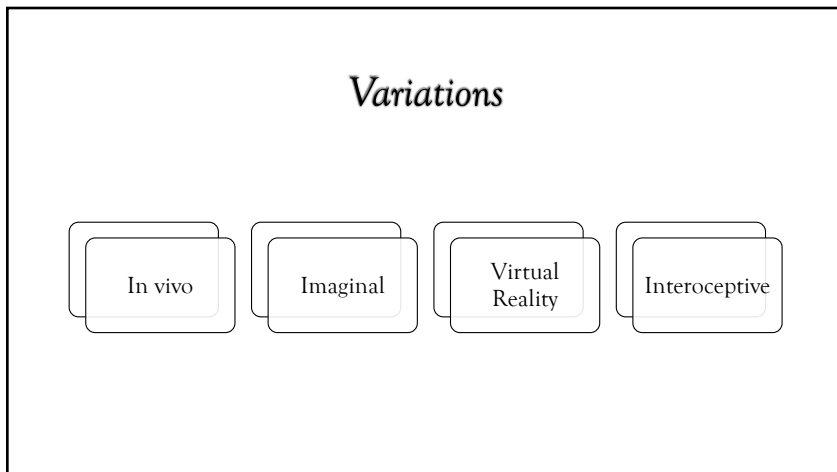 Variations
In vivo
Imaginal
Virtual
Reality
Interoceptive